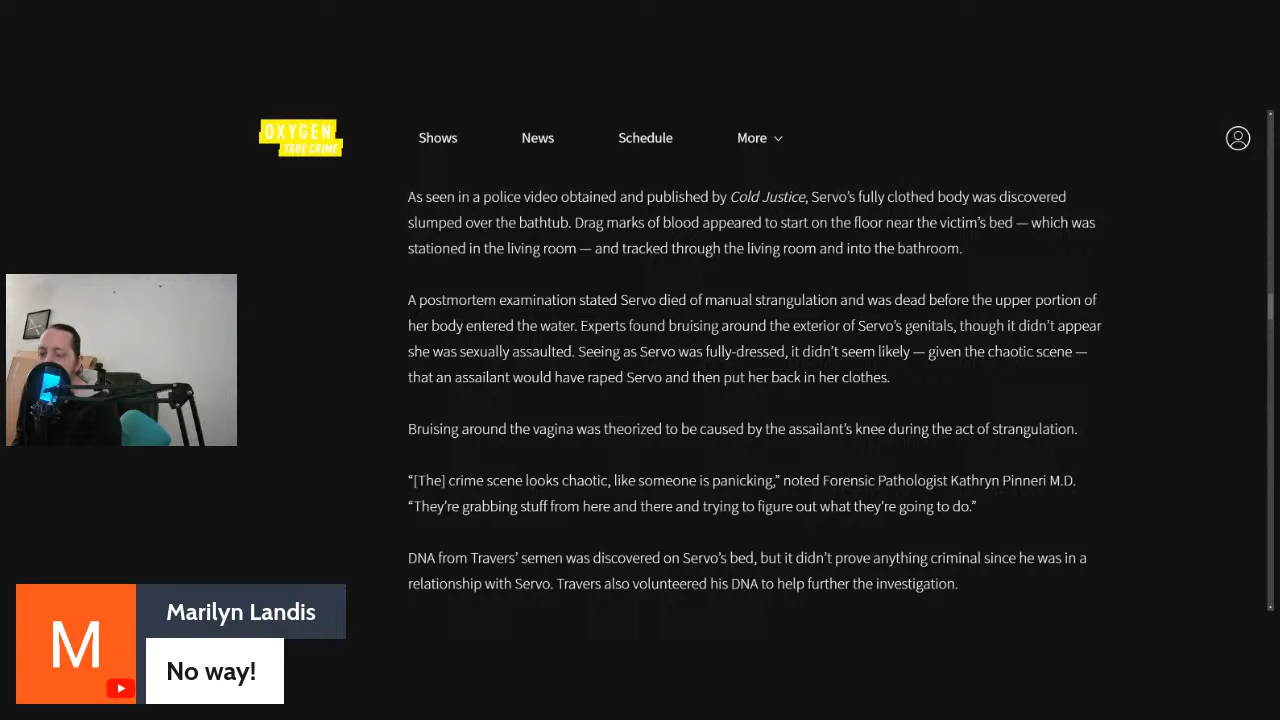 OXYGEN
TRUE CRIME
Shows
News
Schedule
More
As seen in a police video obtained and published by Cold Justice, Servo’s fully clothed body was discovered
slumped over the bathtub. Drag marks of blood appeared to start on the floor near the victim’s bed — which was
stationed in the living room — and tracked through the living room and into the bathroom.
A postmortem examination stated Servo died of manual strangulation and was dead before the upper portion of
her body entered the water. Experts found bruising around the exterior of Servo’s genitals, though it didn’t appear
she was sexually assaulted. Seeing as Servo was fully-dressed, it didn’t seem likely — given the chaotic scene —
that an assailant would have raped Servo and then put her back in her clothes.
Bruising around the vagina was theorized to be caused by the assailant’s knee during the act of strangulation.
“[The] crime scene looks chaotic, like someone is panicking,” noted Forensic Pathologist Kathryn Pinneri M.D.
“They’re grabbing stuff from here and there and trying to figure out what they’re going to do.”
DNA from Travers’ semen was discovered on Servo’s bed, but it didn’t prove anything criminal since he was in a
relationship with Servo. Travers also volunteered his DNA to help further the investigation.
M
Marilyn Landis
No way!